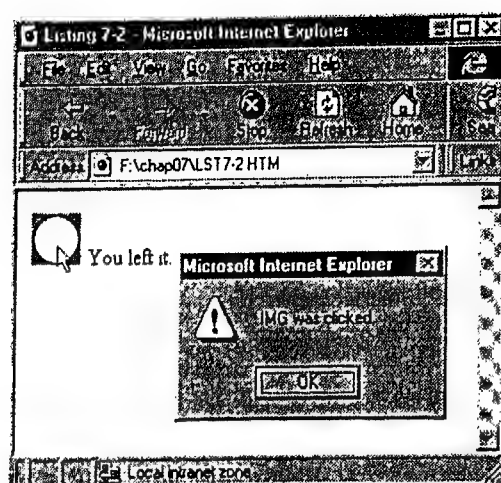 Listing 7-2 - Microsoft Internet Explorer
File Edit View Go Favorites Help
Back Forward Stop Refresh Home
Address F:\chap07\LST7-2 HTM Links
You left it.
Microsoft Internet Explorer
IMG was clicked.
OK
Local intranet zone